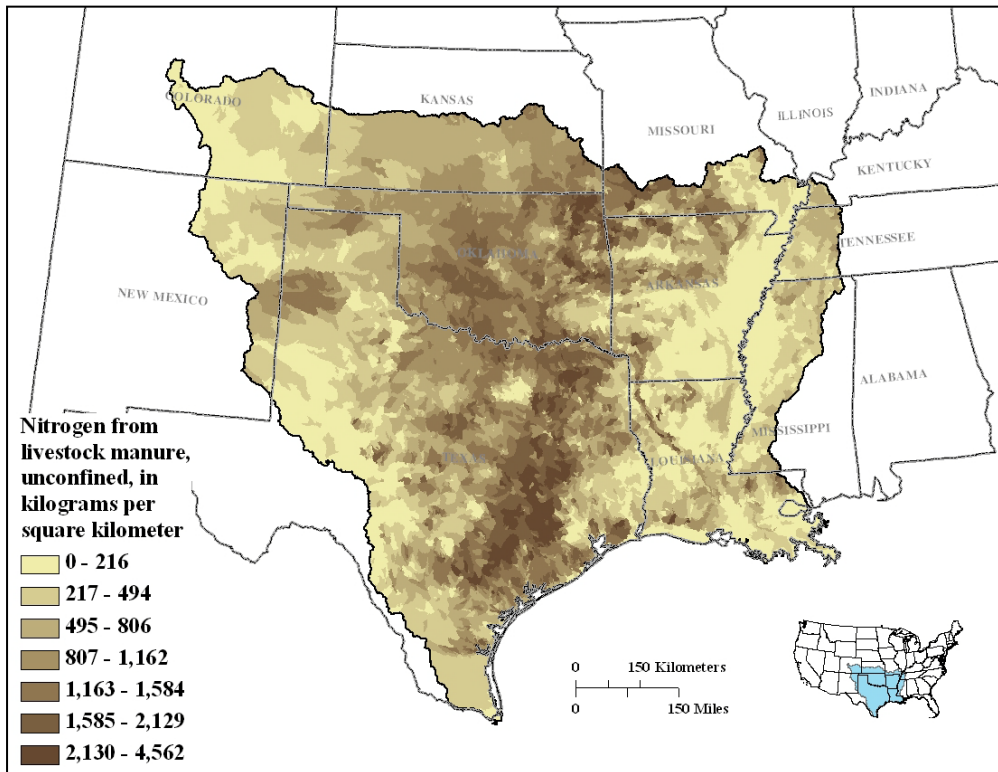 COLORADO
KANSAS
MISSOURI
ILLINOIS
INDIANA
KENTUCKY
TENNESSEE
OKLAHOMA
ARKANSAS
NEW MEXICO
ALABAMA
MISSISSIPPI
TEXAS
LOUISIANA
Nitrogen from
livestock manure,
unconfined, in
kilograms per
square kilometer
0 - 216
217 - 494
495 - 806
807 - 1,162
1,163 - 1,584
1,585 - 2,129
2,130 - 4,562
0 150 Kilometers
0 150 Miles